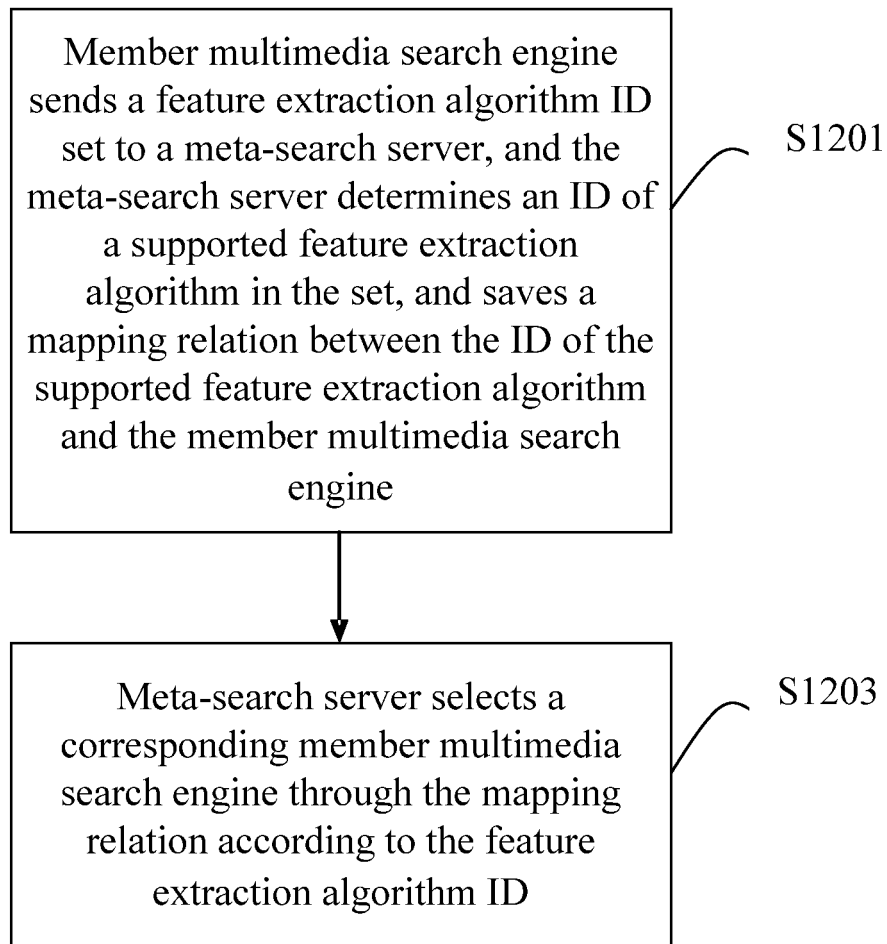 Member multimedia search engine
sends a feature extraction algorithm ID
set to a meta-search server, and the
meta-search server determines an ID of
a supported feature extraction
algorithm in the set, and saves a
mapping relation between the ID of the
supported feature extraction algorithm
and the member multimedia search
engine
S1201
Meta-search server selects a
corresponding member multimedia
search engine through the mapping
relation according to the feature
extraction algorithm ID
S1203